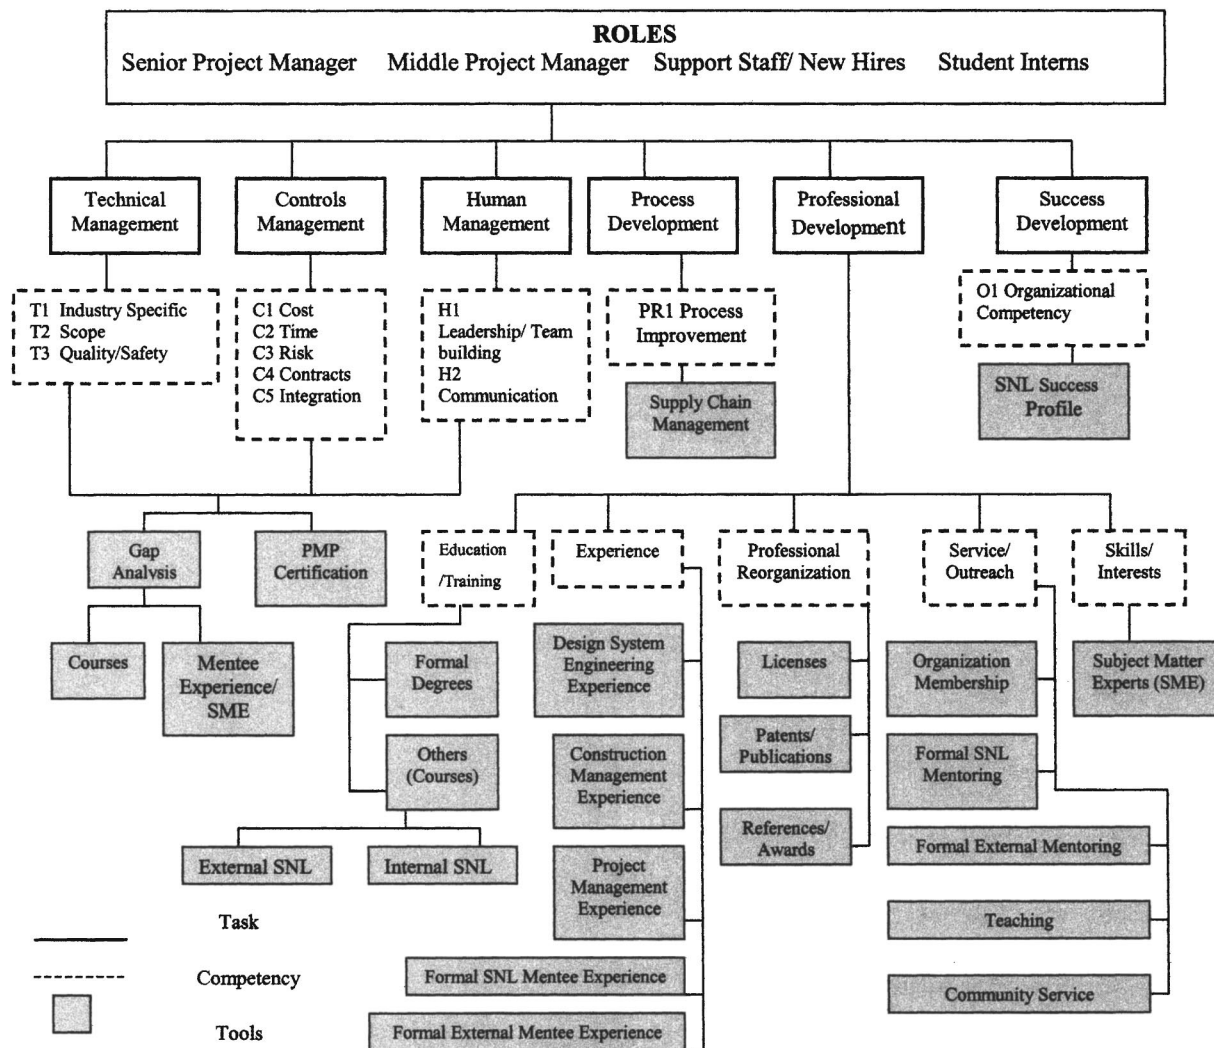 ROLES
Senior Project Manager Middle Project Manager Support Staff/ New Hires Student Interns
Technical
Management
Controls
Management
Human
Management
Process
Development
Professional
Development
Success
Development
T1 Industry Specific
T2 Scope
T3 Quality/Safety
C1 Cost
C2 Time
C3 Risk
C4 Contracts
C5 Integration
H1
Leadership/ Team
building
H2
Communication
PR1 Process
Improvement
O1 Organizational
Competency
Supply Chain
Management
SNL Success
Profile
Gap
Analysis
PMP
Certification
Education
/Training
Experience
Professional
Reorganization
Service/
Outreach
Skills/
Interests
Courses
Mentee
Experience/
SME
Formal
Degrees
Others
(Courses)
External SNL
Internal SNL
Design System
Engineering
Experience
Construction
Management
Experience
Project
Management
Experience
Formal SNL Mentee Experience
Formal External Mentee Experience
Licenses
Patents/
Publications
References/
Awards
Organization
Membership
Formal SNL
Mentoring
Formal External Mentoring
Teaching
Community Service
Subject Matter
Experts (SME)
Task
Competency
Tools